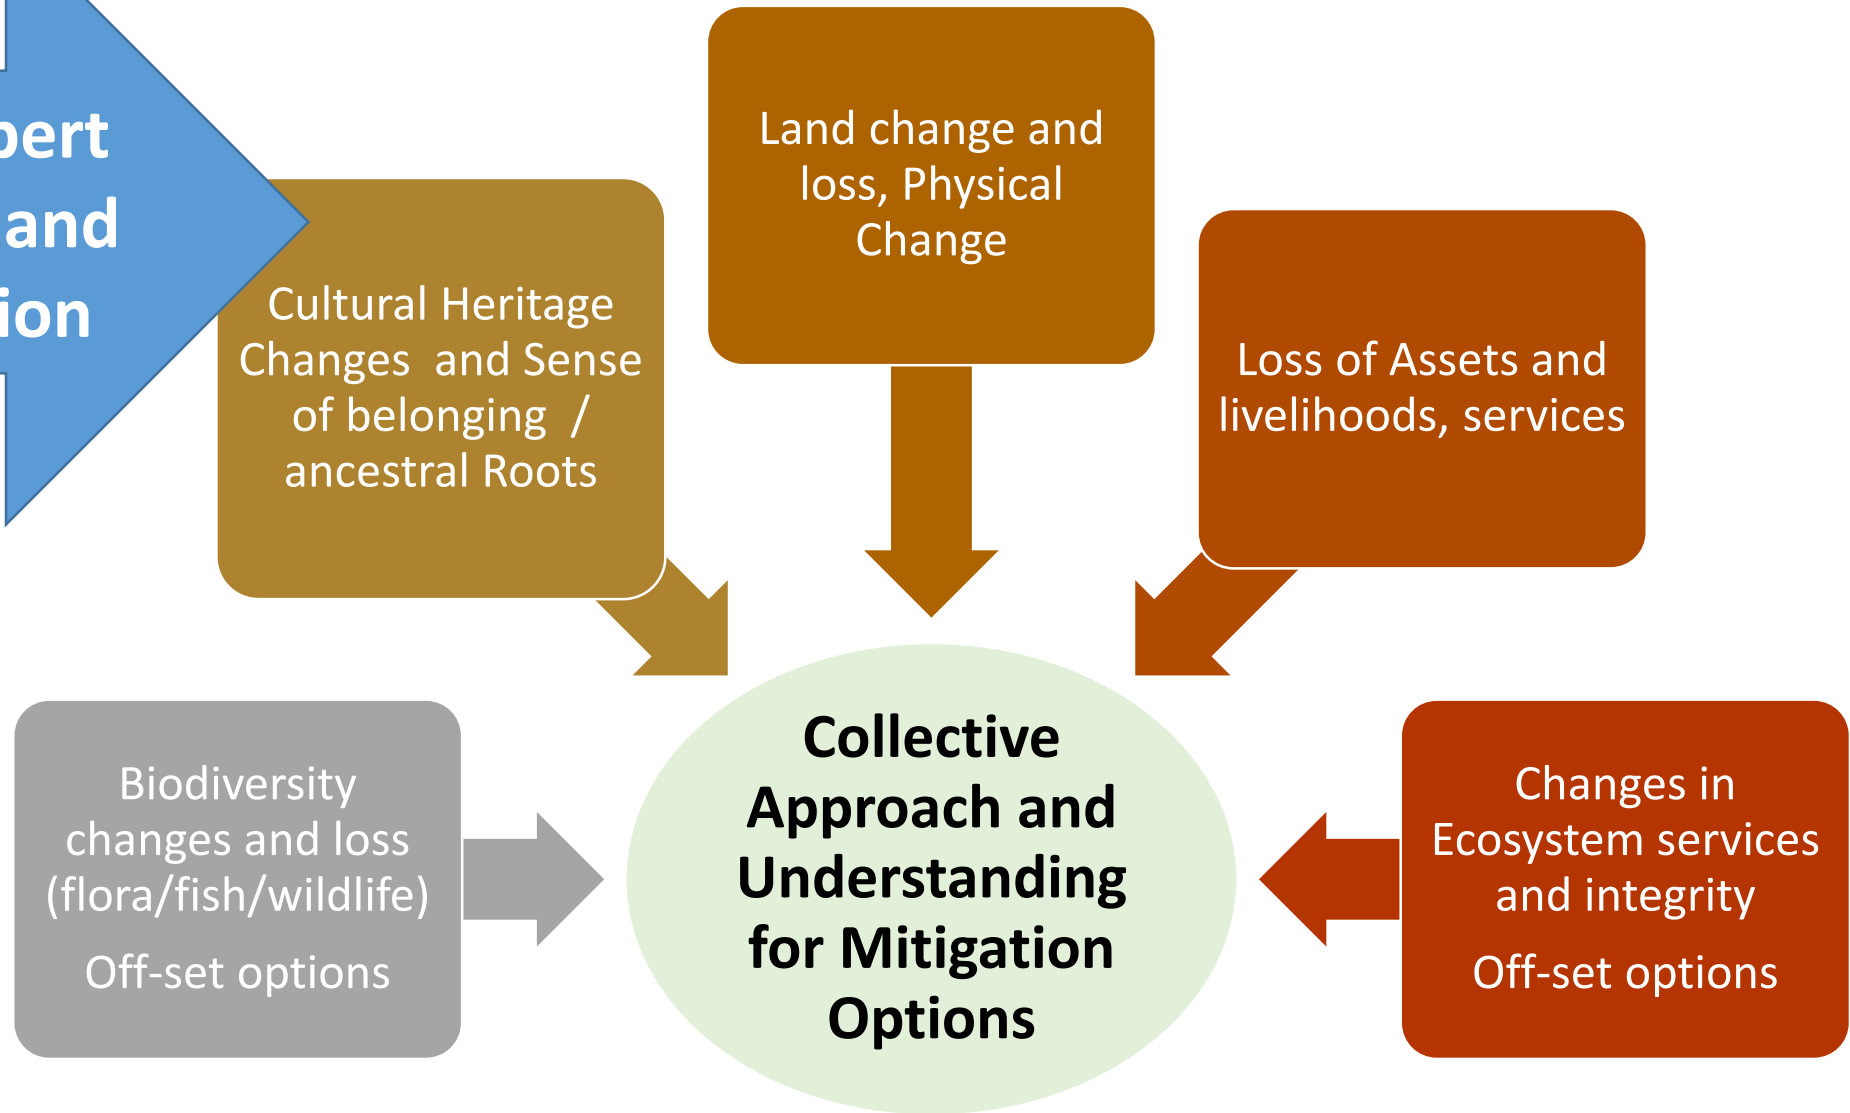 and
Cultural Heritage
Changes and Sense
of belonging /
ancestral Roots
Land change and
loss, Physical
Change
Loss of Assets and
livelihoods, services
Biodiversity
changes and loss
(flora/fish/wildlife)
Off-set options
Collective
Approach and
Understanding
for Mitigation
Options
Changes in
Ecosystem services
and integrity
Off-set options